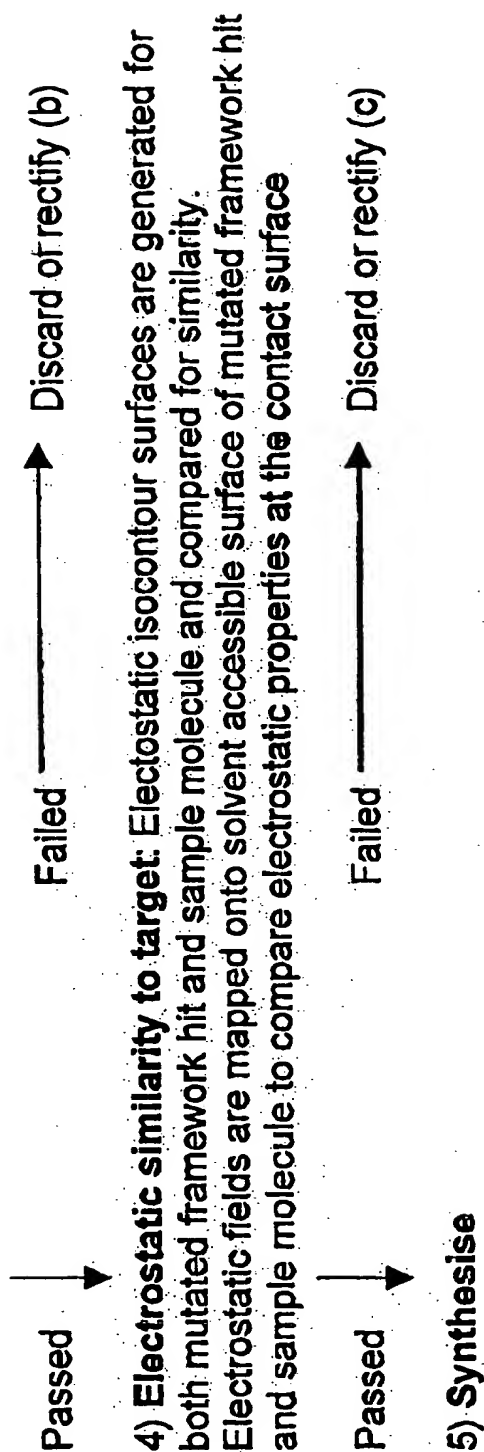 Passed Failed Discard or rectify (b)
4) Electrostatic similarity to target: Electostatic isocontour surfaces are generated for
both mutated framework hit and sample molecule and compared for similarity.
Electrostatic fields are mapped onto solvent accessible surface of mutated framework hit
and sample molecule to compare electrostatic properties at the contact surface
Passed Failed Discard or rectify (c)
5) Synthesise